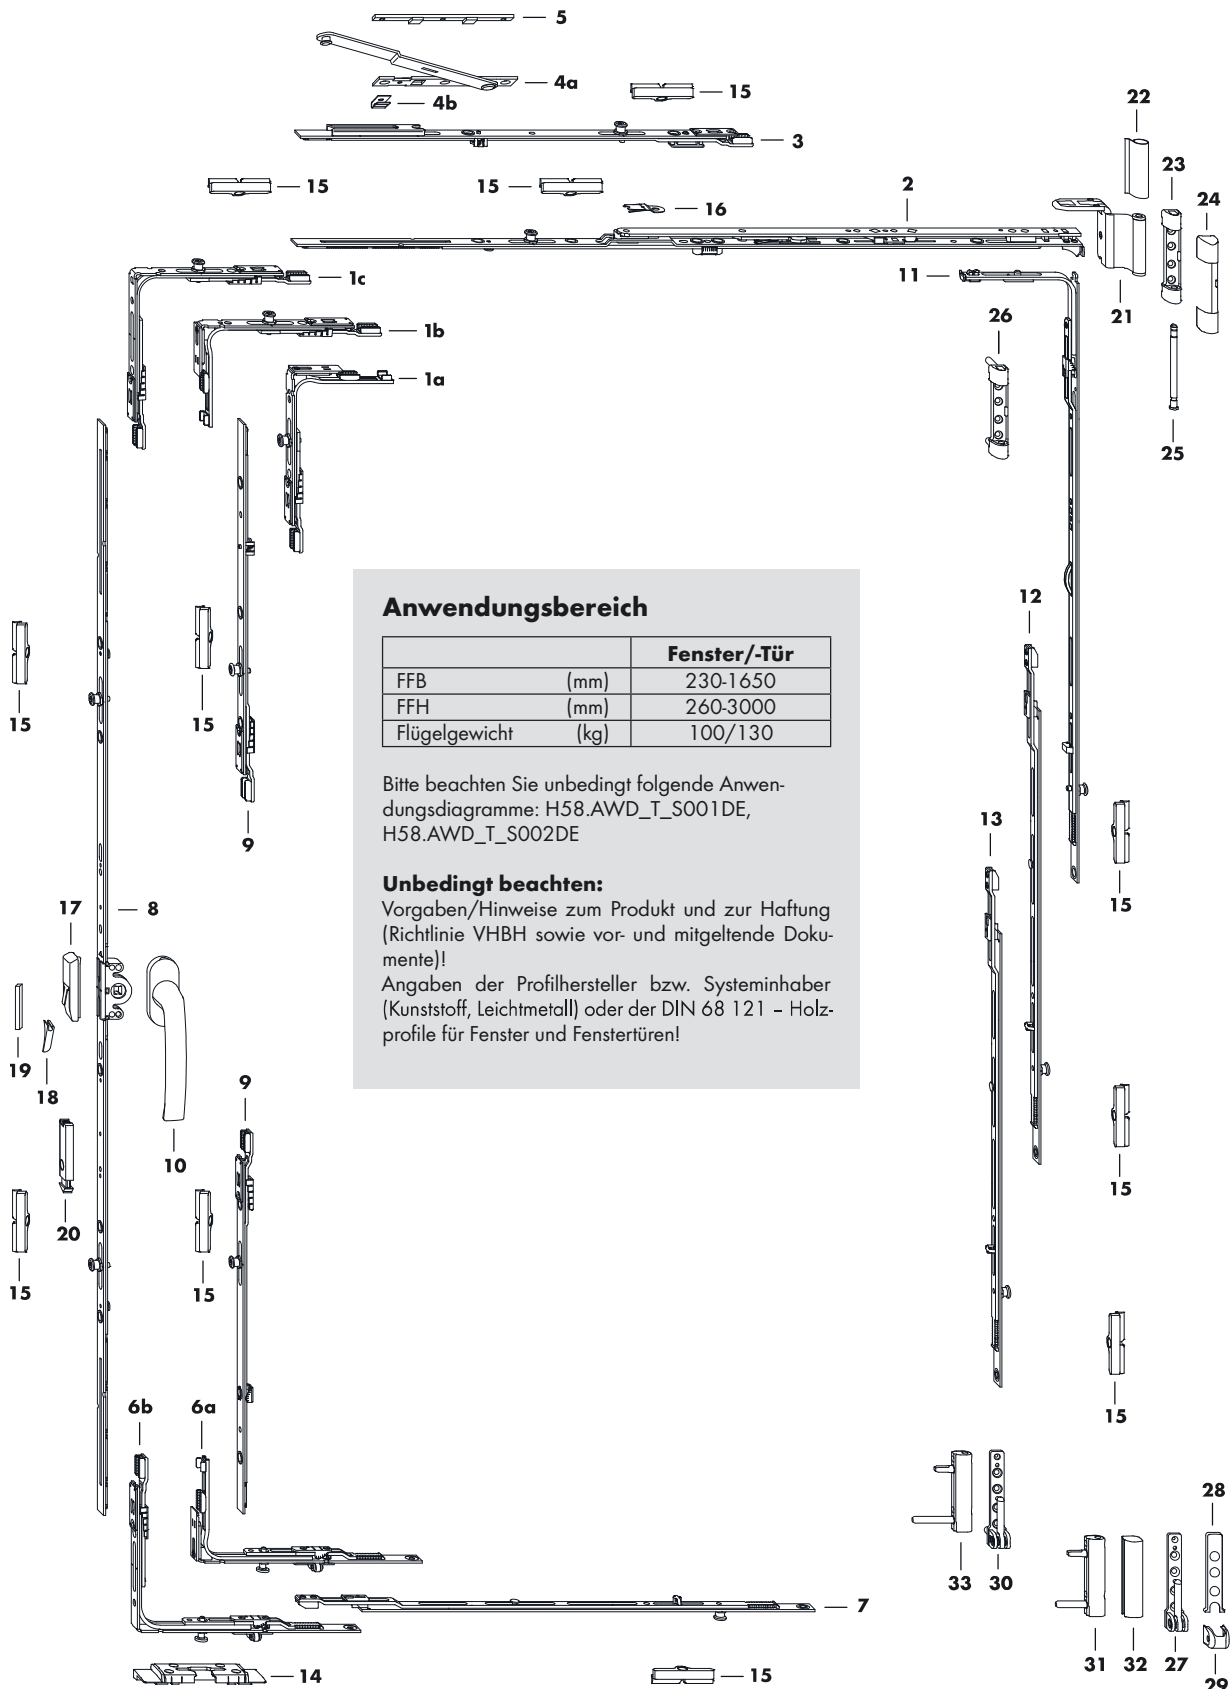 5
4a
15
4b
22
3
23
15
15
2
24
16
1c
11
21
1b
26
1a
25
Anwendungsbereich
Fenster/-Tür
FFB (mm) 230-1650
FFH (mm) 260-3000
Flügelgewicht (kg) 100/130
Bitte beachten Sie unbedingt folgende Anwen-
dungsdiagramme: H58.AWD_T_S001DE,
H58.AWD_T_S002DE
Unbedingt beachten:
Vorgaben/Hinweise zum Produkt und zur Haftung
(Richtlinie VHBH sowie vor- und mitgeltende Doku-
mente)!
Angaben der Profilhersteller bzw. Systeminhaber
(Kunststoff, Leichtmetall) oder der DIN 68 121 – Holz-
profile für Fenster und Fenstertüren!
12
15
15
13
9
15
17
8
19
18
9
10
15
20
15
15
6b
6a
15
28
33
30
7
31
32
27
29
14
15